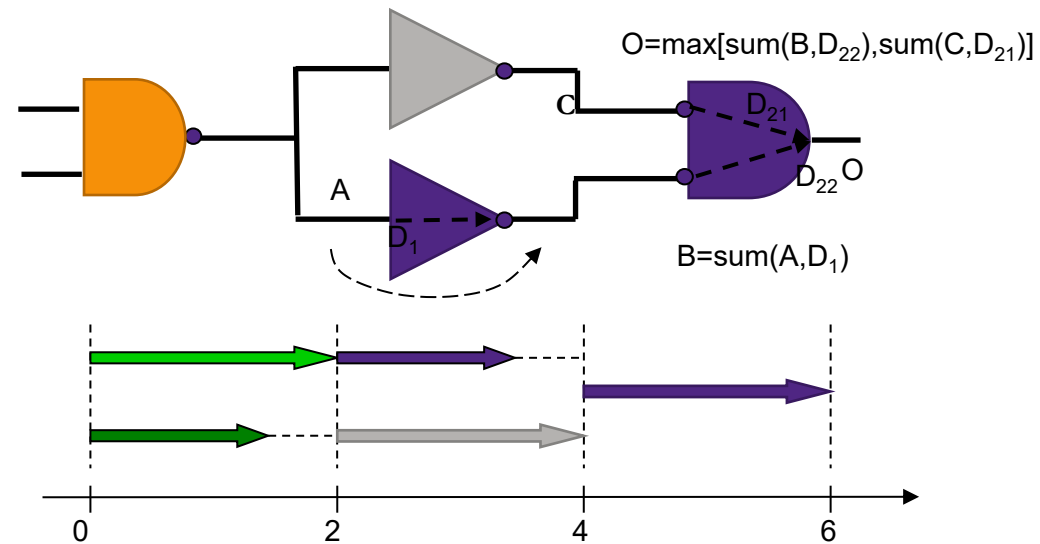 O=max[sum(B,D₂₂),sum(C,D₂₁)]
C
D₂₁
A
D₂₂ O
D₁
B=sum(A,D₁)
0 2 4 6